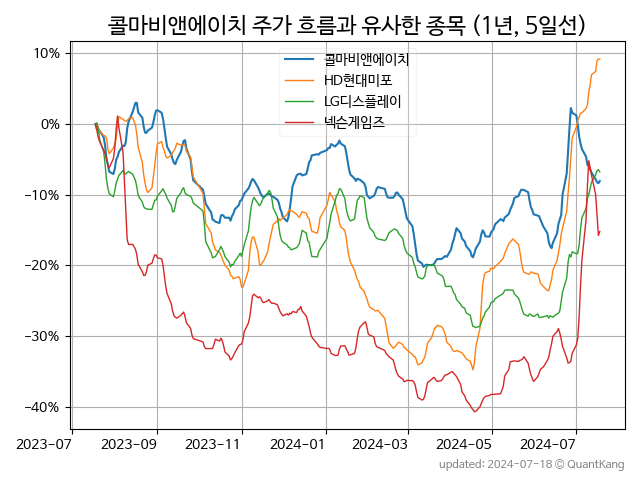 콜마비앤에이치 주가 흐름과 유사한 종목 (1년, 5일선)
콜마비앤에이치
HD현대미포
LG디스플레이
넥슨게임즈
10%
0%
−10%
−20%
−30%
−40%
2023-07 2023-09 2023-11 2024-01 2024-03 2024-05 2024-07
updated: 2024-07-18 © QuantKang